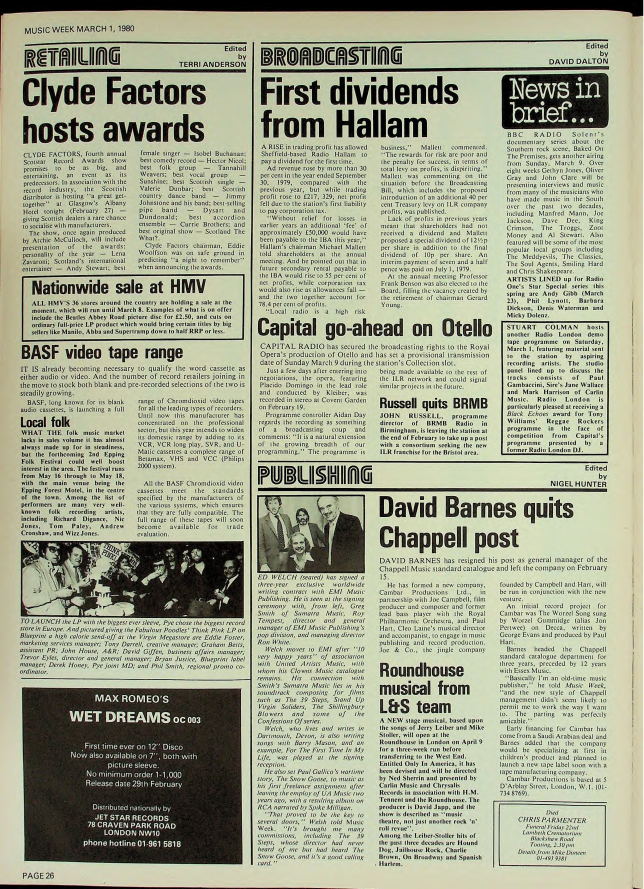 MUSIC WEEK MARCH 1, 1980
RETAILING
Edited
by
TERRI ANDERSON
Clyde Factors
hosts awards
CLYDE FACTORS, fourth annual
Scotstar Record Awards show
promises to be as big, and
entertaining, an event as its
predecessors. In association with the
record industry, the Scottish
distributor is hosting "a great get-
together" at Glasgow's Albany
Hotel tonight (February 27) —
giving Scottish dealers a rare chance
to socialise with manufacturers.
The show, once again produced
by Archie McCulloch, will include
presentation of the awards:
personality of the year — Lena
Zavaroni; Scotland's international
entertainer — Andy Stewart; best
female singer — Isobel Buchanan;
best comedy record — Hector Nicol;
best folk group — Tannahill
Weavers; best vocal group —
Sunshine; best Scottish single —
Valerie Dunbar; best Scottish
country dance band — Jimmy
Johnstone and his band; best selling
pipe band — Dysart and
Dundonald; best accordion
ensemble — Currie Brothers; and
best original show — Scotland The
What?.
Clyde Factors chairman, Eddie
Woolfson was on safe ground in
predicting "a night to remember"
when announcing the awards.
Nationwide sale at HMV
ALL HMV'S 36 stores around the country are holding a sale at the
moment, which will run until March 8. Examples of what is on offer
include the Beatles Abbey Road picture disc for £2.50, and cuts on
ordinary full-price LP product which would bring certain titles by big
sellers like Manilo, Abba and Supertramp down to half RRP or less.
BASF video tape range
IT IS already becoming necessary to qualify the word cassette as
either audio or video. And the number of record retailers joining in
the move to stock both blank and pre-recorded selections of the two is
steadily growing.
BASF, long known for its blank
audio cassettes, is launching a full
Local folk
WHAT THE folk music market
lacks in sales volume it has almost
always made up for in steadiness,
but the forthcoming 2nd Epping
Folk Festival could well boost
interest in the area. The festival runs
from May 16 through to May 18,
with the main venue being the
Epping Forest Motel, in the centre
of the town. Among the list of
performers are many very well-
known folk recording artists,
including Richard Digance, Nic
Jones, Tom Paley, Andrew
Cronshaw, and Wizz Jones.
range of Chromdioxid video tapes
for all the leading types of recorders.
Until now this manufacturer has
concentrated on the professional
sector, but this year intends to widen
its domestic range by adding to its
VCR, VCR long play, SVR, and U-
Matic cassettes a complete range of
Betamax, VHS and VCC (Philips
2000 system).
All the BASF Chromdioxid video
cassettes meet the standards
specified by the manufacturers of
the various systems, which ensures
that they are fully compatible. The
full range of these tapes will soon
become available for trade
evaluation.
TO LAUNCH the LP with the biggest ever sleeve, Pye chose the biggest record
store in Europe. And pictured giving the Fabulous Poodles' Think Pink LP on
Blueprint a high calorie send-off at the Virgin Megastore are Eddie Foster,
marketing services manager; Tony Darrell, creative manager; Graham Betts,
assistant PR; John House, A&R; David Giffen, business affairs manager;
Trevor Eyles, director and general manager; Bryan Justice, Blueprint label
manager; Derek Honey, Pye joint MD; and Phil Smith, regional promo co-
ordinator.
MAX ROMEO'S
WET DREAMS OC 003
First time ever on 12" Disco
Now also available on 7", both with
picture sleeve.
No minimum order 1-1,000
Release date 29th February
Distributed nationally by
JET STAR RECORDS
78 CRAVEN PARK ROAD
LONDON NW10
phone hotline 01-961 5818
BROADCASTING
Edited
by
DAVID DALTON
First dividends
from Hallam
A RISE in trading profit has allowed
Sheffield-based Radio Hallam to
pay a dividend for the first time.
Ad revenue rose by more than 30
per cent in the year ended September
30, 1979, compared with the
previous year, but while trading
profit rose to £217, 329, net profit
fell due to the station's first liability
to pay corporation tax.
"Without relief for losses in
earlier years an additional 'fee' of
approximately £50,000 would have
been payable to the IBA this year,"
Hallam's chairman Michael Mallett
told shareholders at the annual
meeting. And he pointed out that in
future secondary rental payable to
the IBA would rise to 55 per cent of
net profits, while corporation tax
would also rise as allowances fall —
and the two together account for
78.4 per cent of profits.
"Local radio is a high risk
business," Mallett commented.
"The rewards for risk are poor and
the penalty for success, in terms of
total levy on profits, is dispiriting."
Mallett was commenting on the
situation before the Broadcasting
Bill, which includes the proposed
introduction of an additional 40 per
cent Treasury levy on ILR company
profits, was published.
Lack of profits in previous years
meant that shareholders had not
received a dividend and Mallett
proposed a special dividend of 12½p
per share in addition to the final
dividend of 10p per share. An
interim payment of seven and a half
pence was paid on July 1, 1979.
At the annual meeting Professor
Frank Benson was also elected to the
Board, filling the vacancy created by
the retirement of chairman Gerard
Young.
Capital go-ahead on Otello
CAPITAL RADIO has secured the broadcasting rights to the Royal
Opera's production of Otello and has set a provisional transmission
date of Sunday March 9 during the station's Collection slot.
Just a few days after entering into
negotiations, the opera, featuring
Placido Domingo in the lead role
and conducted by Kleiber, was
recorded in stereo at Covent Garden
on February 19.
Programme controller Aidan Day
regards the recording as something
of a broadcasting coup and
comments: "It is a natural extension
of the growing breadth of our
programming." The programme is
being made available to the rest of
the ILR network and could signal
similar projects in the future.
Russell quits BRMB
JOHN RUSSELL, programme
director of BRMB Radio in
Birmingham, is leaving the station at
the end of February to take up a post
with a consortium seeking the new
ILR franchise for the Bristol area.
News in
brief...
BBC RADIO Solent's
documentary series about the
Southern rock scene, Baked On
The Premises, gets another airing
from Sunday, March 9. Over
eight weeks Gethyn Jones, Oliver
Gray and John Clare will be
presenting interviews and music
from many of the musicians who
have made music in the South
over the past two decades,
including Manfred Mann, Joe
Jackson, Dave Dee, King
Crimson, The Troggs, Zoot
Money and Al Stewart. Also
featured will be some of the most
popular local groups including
The Meddyevils, The Classics,
The Soul Agents, Smiling Hard
and Chris Shakespeare.
ARTISTS LINED up for Radio
One's Star Special series this
spring are Andy Gibb (March
23), Phil Lynott, Barbara
Dickson, Denis Waterman and
Micky Dolenz.
STUART COLMAN hosts
another Radio London demo
tape programme on Saturday,
March 1, featuring material sent
to the station by aspiring
recording artists. The studio
panel lined up to discuss the
tracks consists of Paul
Gambaccini, Sire's Jane Wallace
and Mark Harrison of Carlin
Music. Radio London is
particularly pleased at receiving a
Black Echoes award for Tony
Williams' Reggae Rockers
programme in the face of
competition from Capital's
programme presented by a
former Radio London DJ.
PUBLISHING
Edited
by
NIGEL HUNTER
ED WELCH (seated) has signed a
three-year exclusive worldwide
writing contract with EMI Music
Publishing. He is seen at the signing
ceremony with, from left, Greg
Smith of Sumatra Music, Roy
Tempest, director and general
manager of EMI Music Publishing's
pop division, and managing director
Ron White.
Welch moves to EMI after "10
very happy years" of association
with United Artists Music, with
whom his Clowns Music catalogue
remains. His connection with
Smith's Sumatra Music lies in his
soundtrack composing for films
such as The 39 Steps, Stand Up
Virgin Soliders, The Shillingbury
Blowers and some of the
Confessions Of series.
Welch, who lives and writes in
Dartmouth, Devon, is also writing
songs with Barry Mason, and an
example, For The First Time In My
Life, was played at the signing
reception.
He also set Paul Gallico's wartime
story, The Snow Goose, to music as
his first freelance assignment after
leaving the employ of UA Music two
years ago, with a resulting album on
RCA narrated by Spike Milligan.
"That proved to be the key to
several doors," Welch told Music
Week. "It's brought me many
commissions, including The 39
Steps, whose director had never
heard of me but had heard The
Snow Goose, and it's a good calling
card."
David Barnes quits
Chappell post
DAVID BARNES has resigned his post as general manager of the
Chappell Music standard catalogue and left the company on February
15.
He has formed a new company,
Cambar Productions Ltd., in
partnership with Joe Campbell, film
producer and composer and former
lead bass player with the Royal
Philharmonic Orchestra, and Paul
Hart, Cleo Laine's musical director
and accompanist, to engage in music
publishing and record production.
Joe & Co., the jingle company
founded by Campbell and Hart, will
be run in conjunction with the new
venture.
An initial record project for
Cambar was The Worzel Song sung
by Worzel Gummidge (alias Jon
Pertwee) on Decca, written by
George Evans and produced by Paul
Hart.
Barnes headed the Chappell
standard catalogue department for
three years, preceded by 12 years
with Essex Music.
"Basically I'm an old-time music
publisher," he told Music Week,
"and the new style of Chappell
management didn't seem likely to
permit me to work the way I want
to. The parting was perfectly
amicable."
Early financing for Cambar has
come from a Saudi Arabian deal and
Barnes added that the company
would be specialising at first in
children's product and planned to
launch a new tape label soon with a
tape manufacturing company.
Cambar Productions is based at 5
D'Arblay Street, London, W.1. (01-
734 8769).
Roundhouse
musical from
L&S team
A NEW stage musical, based upon
the songs of Jerry Leiber and Mike
Stoller, will open at the
Roundhouse in London on April 9
for a three-week run before
transferring to the West End.
Entitled Only In America, it has
been devised and will be directed
by Ned Sherrin and presented by
Carlin Music and Chrysalis
Records in association with H.M.
Tennent and the Roundhouse. The
producer is David Japp, and the
show is described as "music
theatre, not just another rock 'n'
roll revue".
Among the Leiber-Stoller hits of
the past three decades are Hound
Dog, Jailhouse Rock, Charlie
Brown, On Broadway and Spanish
Harlem.
Died
CHRIS PARMENTER
Funeral Friday 22nd
Lambeth Crematorium
Blackshaw Road
Tooting, 2.30 pm
Details from Mike Doncen
01-493 9381
PAGE 26